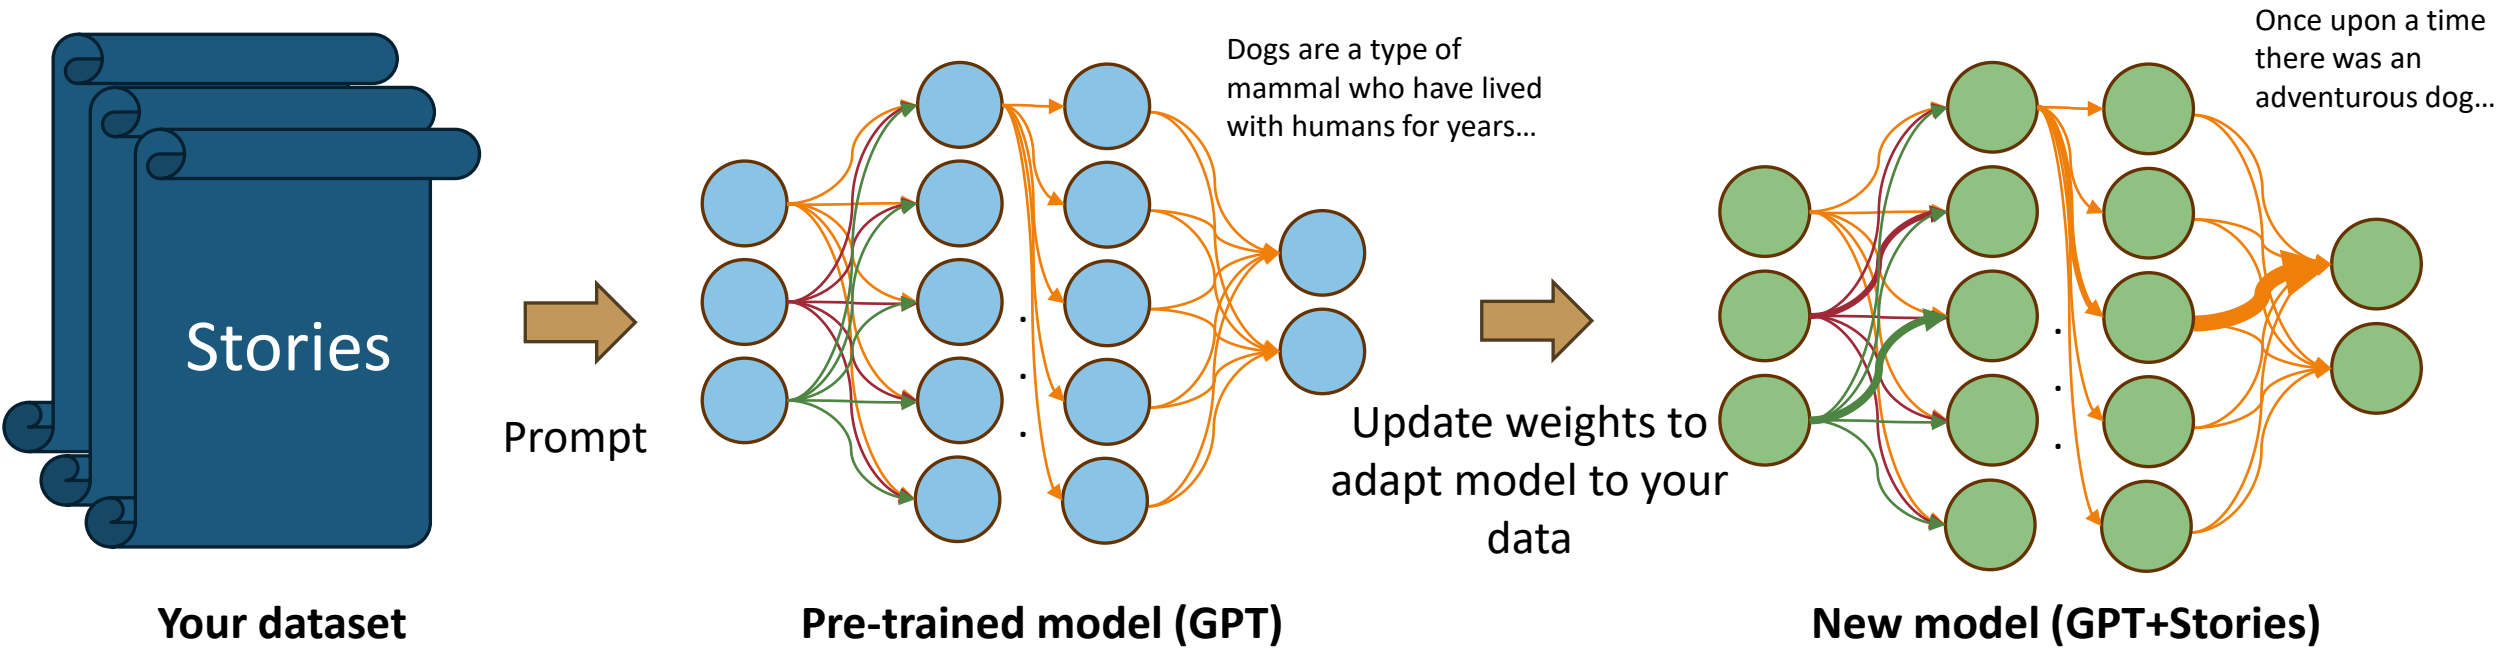 Stories
Your dataset
Prompt
Dogs are a type of
mammal who have lived
with humans for years…
.
.
.
Pre-trained model (GPT)
Update weights to
adapt model to your
data
Once upon a time
there was an
adventurous dog…
.
.
.
New model (GPT+Stories)